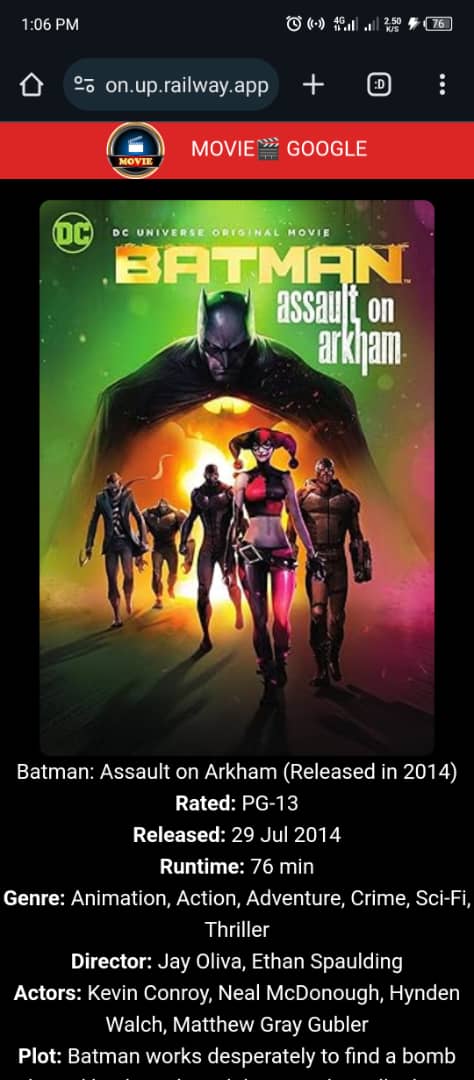 1:06 PM
4G
2.50
K/S
76
on.up.railway.app
:D
MOVIE
MOVIE🎬 GOOGLE
DC
DC UNIVERSE ORIGINAL MOVIE
BATMAN™
assault on
arkham
Batman: Assault on Arkham (Released in 2014)
Rated: PG-13
Released: 29 Jul 2014
Runtime: 76 min
Genre: Animation, Action, Adventure, Crime, Sci-Fi,
Thriller
Director: Jay Oliva, Ethan Spaulding
Actors: Kevin Conroy, Neal McDonough, Hynden
Walch, Matthew Gray Gubler
Plot: Batman works desperately to find a bomb